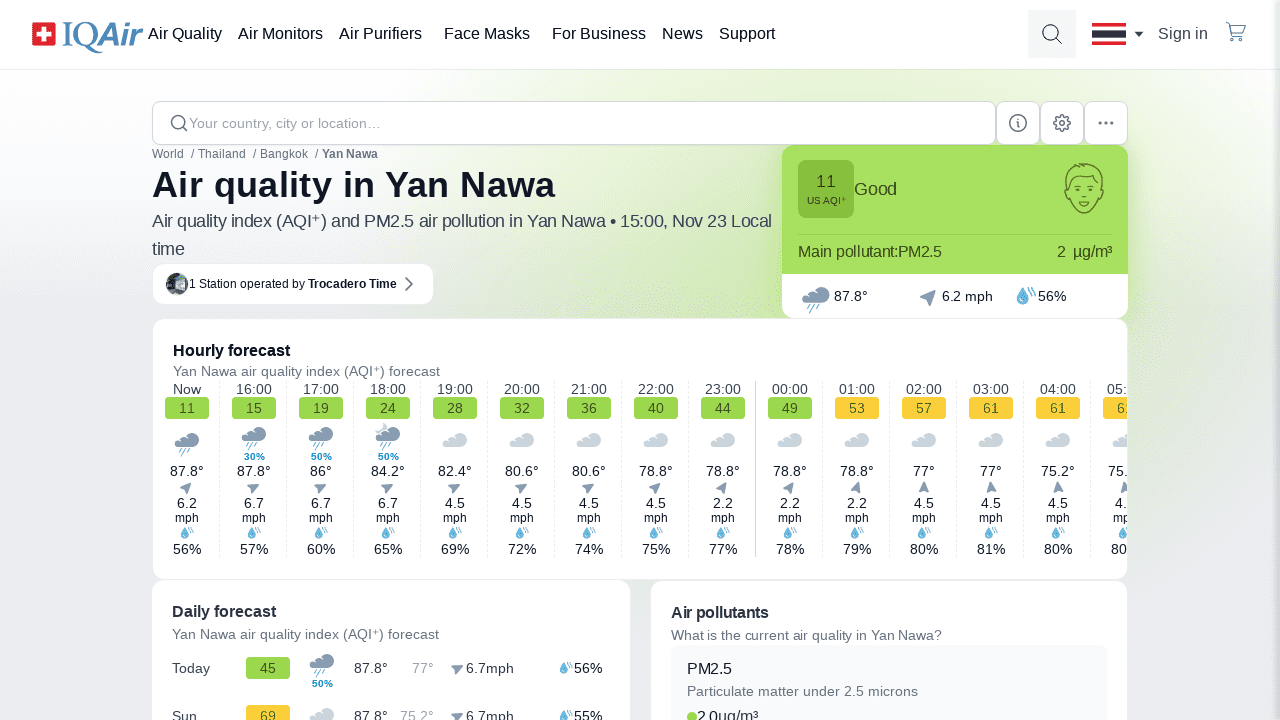 IQAir Air Quality Air Monitors Air Purifiers Face Masks For Business News Support Sign in
Your country, city or location…
World / Thailand / Bangkok / Yan Nawa
Air quality in Yan Nawa
Air quality index (AQI⁺) and PM2.5 air pollution in Yan Nawa • 15:00, Nov 23 Local
time
1 Station operated by Trocadero Time
11
US AQI⁺
Good
Main pollutant:PM2.5 2 µg/m³
87.8° 6.2 mph 56%
Hourly forecast
Yan Nawa air quality index (AQI⁺) forecast
Now 16:00 17:00 18:00 19:00 20:00 21:00 22:00 23:00 00:00 01:00 02:00 03:00 04:00
11 15 19 24 28 32 36 40 44 49 53 57 61 61
30% 50% 50%
87.8° 87.8° 86° 84.2° 82.4° 80.6° 80.6° 78.8° 78.8° 78.8° 78.8° 77° 77° 75.2°
6.2 6.7 6.7 6.7 4.5 4.5 4.5 4.5 2.2 2.2 2.2 4.5 4.5 4.5
mph mph mph mph mph mph mph mph mph mph mph mph mph mph
56% 57% 60% 65% 69% 72% 74% 75% 77% 78% 79% 80% 81% 80%
Daily forecast
Yan Nawa air quality index (AQI⁺) forecast
Today 45 50% 87.8° 77° 6.7mph 56%
Sun 69 87.8° 75.2° 6.7mph 55%
Air pollutants
What is the current air quality in Yan Nawa?
PM2.5
Particulate matter under 2.5 microns
2.0µg/m³